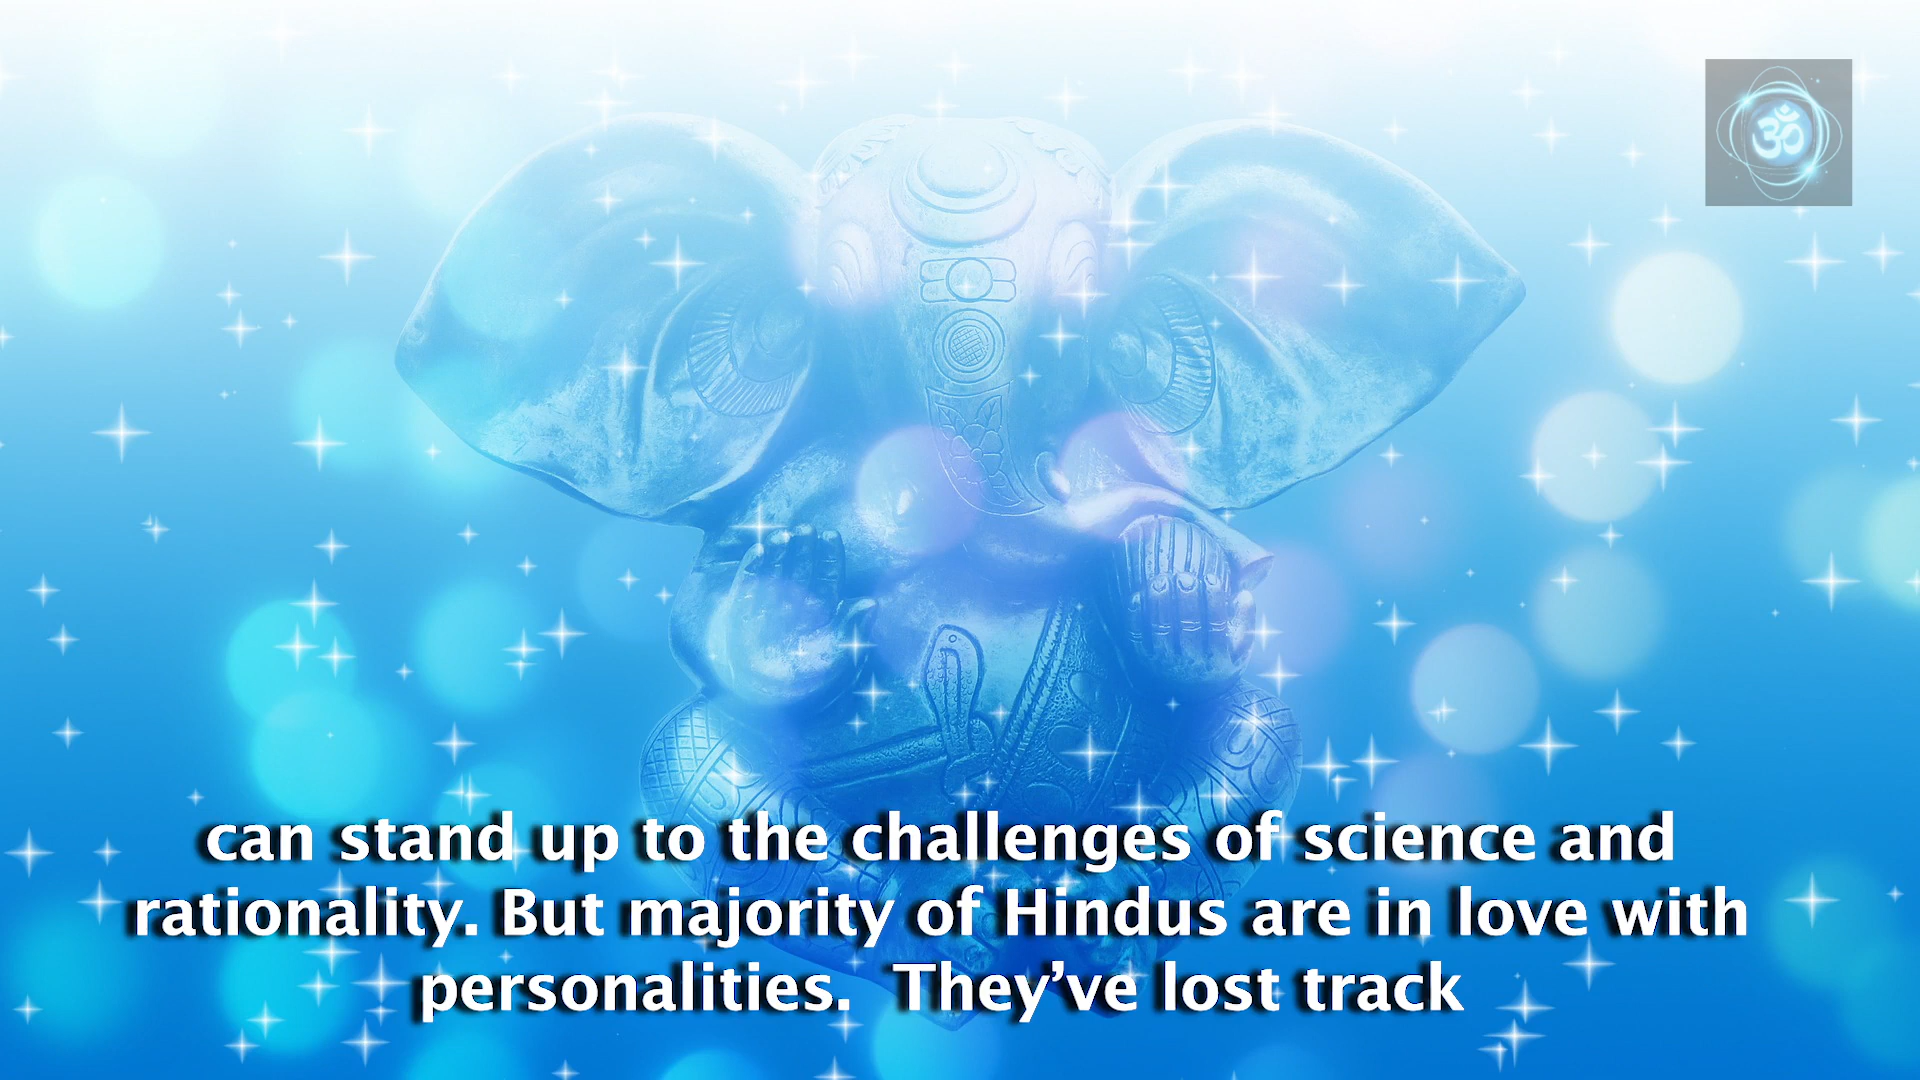 ॐ
can stand up to the challenges of science and
rationality. But majority of Hindus are in love with
personalities.  They’ve lost track